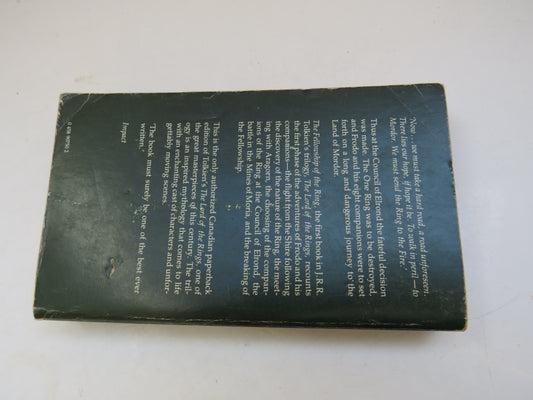 'Now... we must take a hard road, a road unforeseen.
There lies our hope, if hope it be. To walk in peril — to
Mordor. We must send the Ring to the Fire.'
Thus at the Council of Elrond the fateful decision
was made. The One Ring was to be destroyed,
and Frodo and his eight companions were to set
forth on a long and dangerous journey to the
Land of Mordor.
The Fellowship of the Ring, the first book in J.R.R.
Tolkien's trilogy, The Lord of the Rings, recounts
the first phase of the adventures of Frodo and his
companions — the flight from the Shire following
the discovery of the nature of the Ring, the meet-
ing with Aragorn, the choosing of the compan-
ions of the Ring at the Council of Elrond, the
battle in the Mines of Moria, and the breaking of
the Fellowship.
This is the only authorized Canadian paperback
edition of Tolkien's The Lord of the Rings, one of
the great masterpieces of this century. The tril-
ogy is an inspired mythology that comes to life
with an enchanting cast of characters and unfor-
gettably moving scenes.
'The book must surely be one of the best ever
written.'
Impact